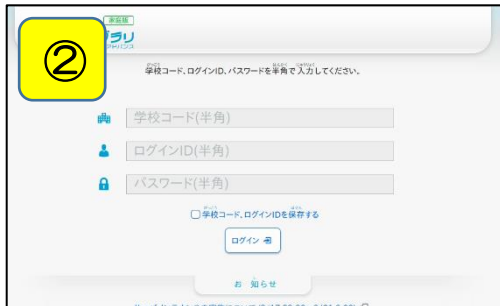 家庭版
②
学校コード、ログインID、パスワードを半角で入力してください。
学校コード(半角)
ログインID(半角)
パスワード(半角)
学校コード、ログインIDを保存する
ログイン
お知らせ